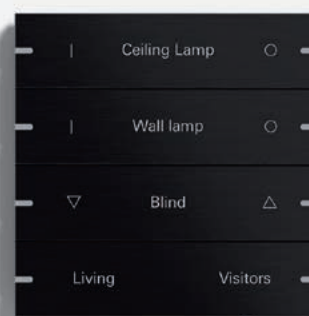 | Ceiling Lamp ○
| Wall lamp ○
▽ Blind △
Living Visitors